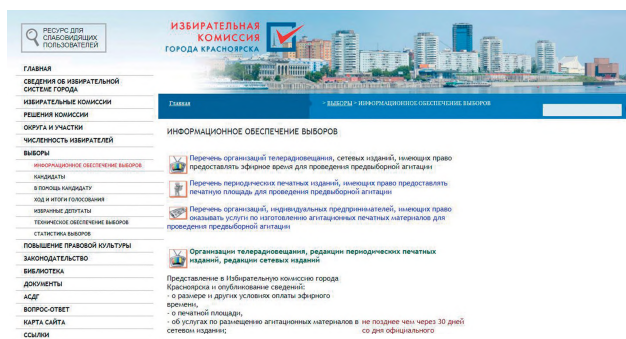 РЕСУРС ДЛЯ
СЛАБОВИДЯЩИХ
ПОЛЬЗОВАТЕЛЕЙ
ИЗБИРАТЕЛЬНАЯ
КОМИССИЯ
ГОРОДА КРАСНОЯРСКА
ГЛАВНАЯ
СВЕДЕНИЯ ОБ ИЗБИРАТЕЛЬНОЙ
СИСТЕМЕ ГОРОДА
ИЗБИРАТЕЛЬНЫЕ КОМИССИИ
РЕШЕНИЯ КОМИССИИ
ОКРУГА И УЧАСТКИ
ЧИСЛЕННОСТЬ ИЗБИРАТЕЛЕЙ
ВЫБОРЫ
ИНФОРМАЦИОННОЕ ОБЕСПЕЧЕНИЕ ВЫБОРОВ
КАНДИДАТЫ
В ПОМОЩЬ КАНДИДАТУ
ХОД И ИТОГИ ГОЛОСОВАНИЯ
ИЗБРАННЫЕ ДЕПУТАТЫ
ТЕХНИЧЕСКОЕ ОБЕСПЕЧЕНИЕ ВЫБОРОВ
СТАТИСТИКА ВЫБОРОВ
ПОВЫШЕНИЕ ПРАВОВОЙ КУЛЬТУРЫ
ЗАКОНОДАТЕЛЬСТВО
БИБЛИОТЕКА
ДОКУМЕНТЫ
АСДГ
ВОПРОС-ОТВЕТ
КАРТА САЙТА
ССЫЛКИ
Главная » ВЫБОРЫ » ИНФОРМАЦИОННОЕ ОБЕСПЕЧЕНИЕ ВЫБОРОВ
ИНФОРМАЦИОННОЕ ОБЕСПЕЧЕНИЕ ВЫБОРОВ
Перечень организаций телерадиовещания, сетевых изданий, имеющих право
предоставлять эфирное время для проведения предвыборной агитации
Перечень периодических печатных изданий, имеющих право предоставлять
печатную площадь для проведения предвыборной агитации
Перечень организаций, индивидуальных предпринимателей, имеющих право
оказывать услуги по изготовлению агитационных печатных материалов для
проведения предвыборной агитации
Организации телерадиовещания, редакции периодических печатных
изданий, редакции сетевых изданий
Представление в Избирательную комиссию города
Красноярска и опубликование сведений:
- о размере и других условиях оплаты эфирного
времени,
- о печатной площади,
- об услугах по размещению агитационных материалов в не позднее чем через 30 дней
сетевом издании; со дня официального